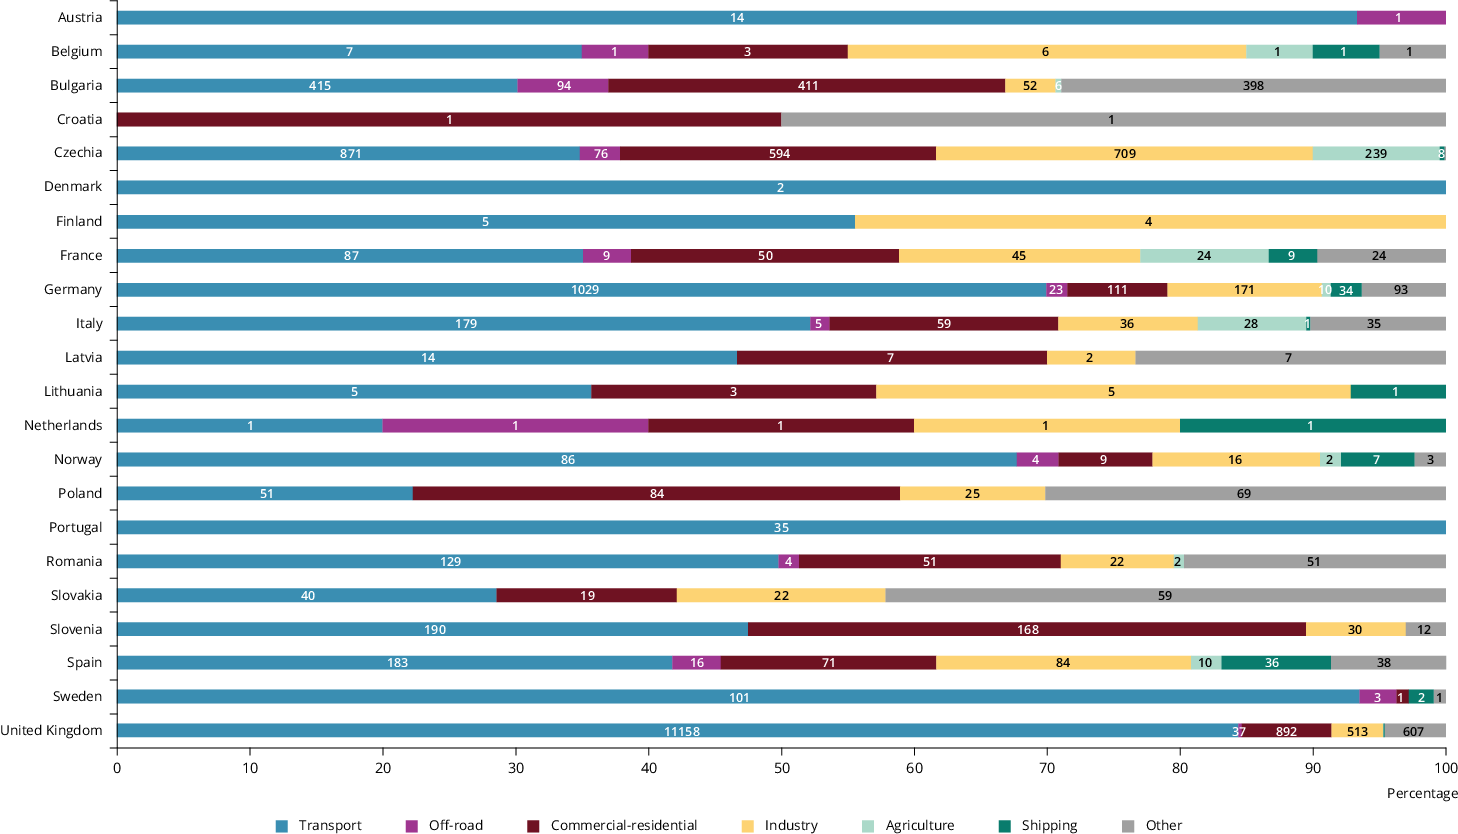 Austria 14 1
Belgium 7 1 3 6 1 1 1
Bulgaria 415 94 411 52 6 398
Croatia 1 1
Czechia 871 76 594 709 239 8
Denmark 2
Finland 5 4
France 87 9 50 45 24 9 24
Germany 1029 23 111 171 10 34 93
Italy 179 5 59 36 28 1 35
Latvia 14 7 2 7
Lithuania 5 3 5 1
Netherlands 1 1 1 1 1
Norway 86 4 9 16 2 7 3
Poland 51 84 25 69
Portugal 35
Romania 129 4 51 22 2 51
Slovakia 40 19 22 59
Slovenia 190 168 30 12
Spain 183 16 71 84 10 36 38
Sweden 101 3 1 2 1
United Kingdom 11158 37 892 513 607
0 10 20 30 40 50 60 70 80 90 100
Percentage
Transport Off-road Commercial-residential Industry Agriculture Shipping Other